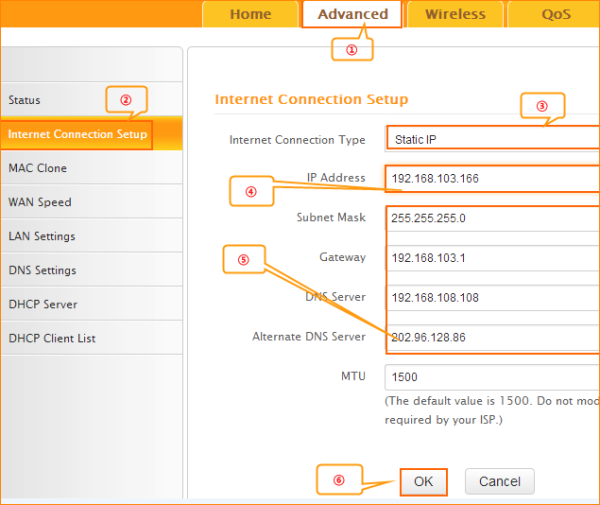 Home Advanced Wireless QoS
①
Status ②
Internet Connection Setup
MAC Clone
WAN Speed
LAN Settings
DNS Settings
DHCP Server
DHCP Client List
Internet Connection Setup
③
Internet Connection Type Static IP
IP Address 192.168.103.166
④
Subnet Mask 255.255.255.0
Gateway 192.168.103.1
⑤
DNS Server 192.168.108.108
Alternate DNS Server 202.96.128.86
MTU 1500
(The default value is 1500. Do not mod
required by your ISP.)
⑥ OK Cancel